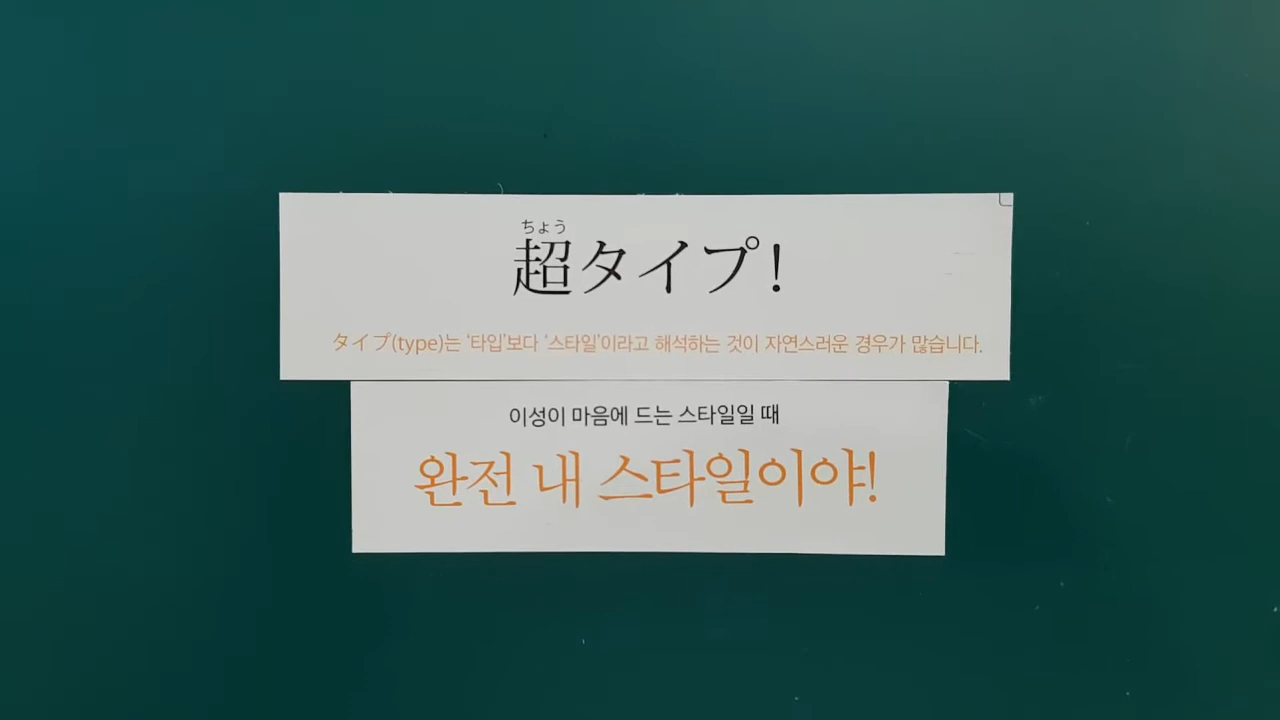 ちょう
超タイプ!
タイプ(type)는 '타입'보다 '스타일'이라고 해석하는 것이 자연스러운 경우가 많습니다.
이성이 마음에 드는 스타일일 때
완전 내 스타일이야!